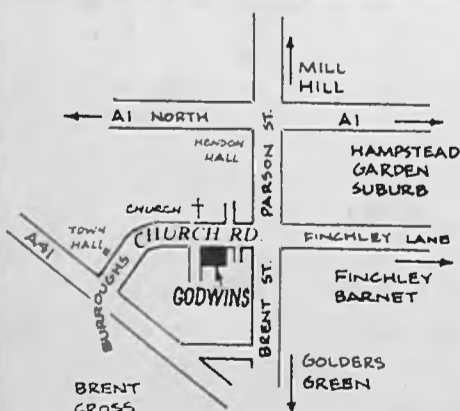 MILL
HILL
A1 NORTH
A1
PARSON ST.
HENDON
HALL
HAMPSTEAD
GARDEN
SUBURB
CHURCH
TOWN
HALL
CHURCH RD.
FINCHLEY LANE
A41
BURROUGHS
GODWINS
BRENT ST.
FINCHLEY
BARNET
GOLDERS
GREEN
BRENT
CROSS